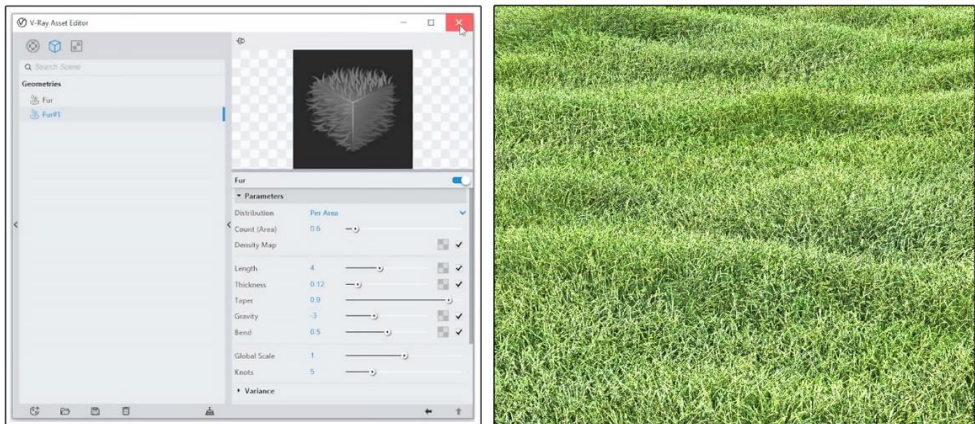 V-Ray Asset Editor
Search Scene
Geometries
Fur
Fur#1
Fur
Parameters
Distribution Per Area
Count (Area) 0.6
Density Map
Length 4
Thickness 0.12
Taper 0.9
Gravity -3
Bend 0.5
Global Scale 1
Knots 5
Variance